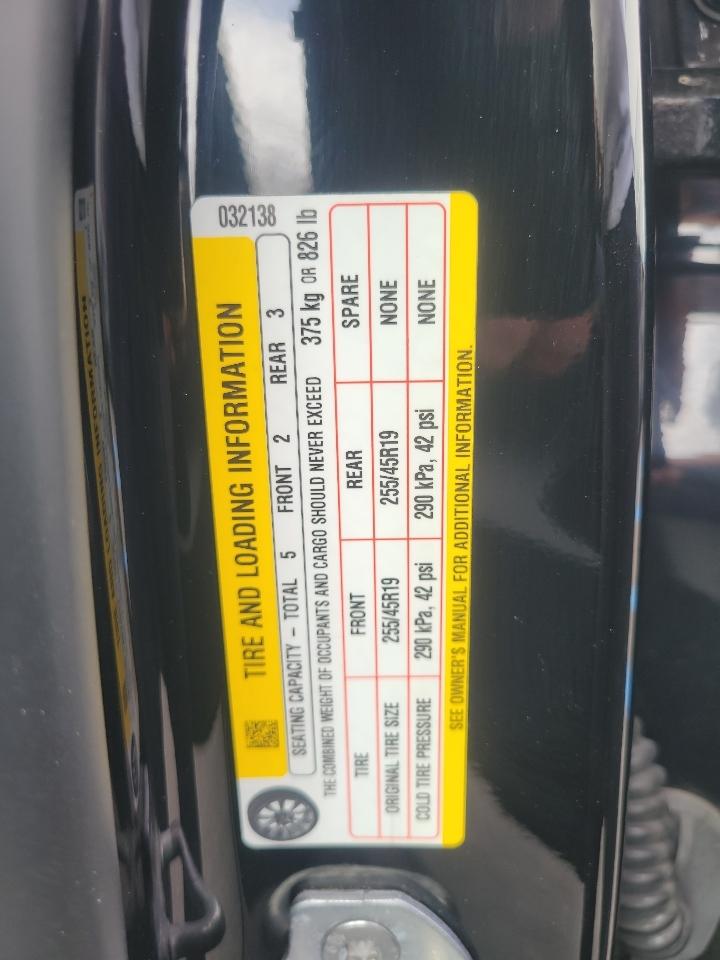 032138
TIRE AND LOADING INFORMATION
SEATING CAPACITY – TOTAL 5 FRONT 2 REAR 3
THE COMBINED WEIGHT OF OCCUPANTS AND CARGO SHOULD NEVER EXCEED 375 kg OR 826 lb
TIRE FRONT REAR SPARE
ORIGINAL TIRE SIZE 255/45R19 255/45R19 NONE
COLD TIRE PRESSURE 290 kPa, 42 psi 290 kPa, 42 psi NONE
SEE OWNER'S MANUAL FOR ADDITIONAL INFORMATION.